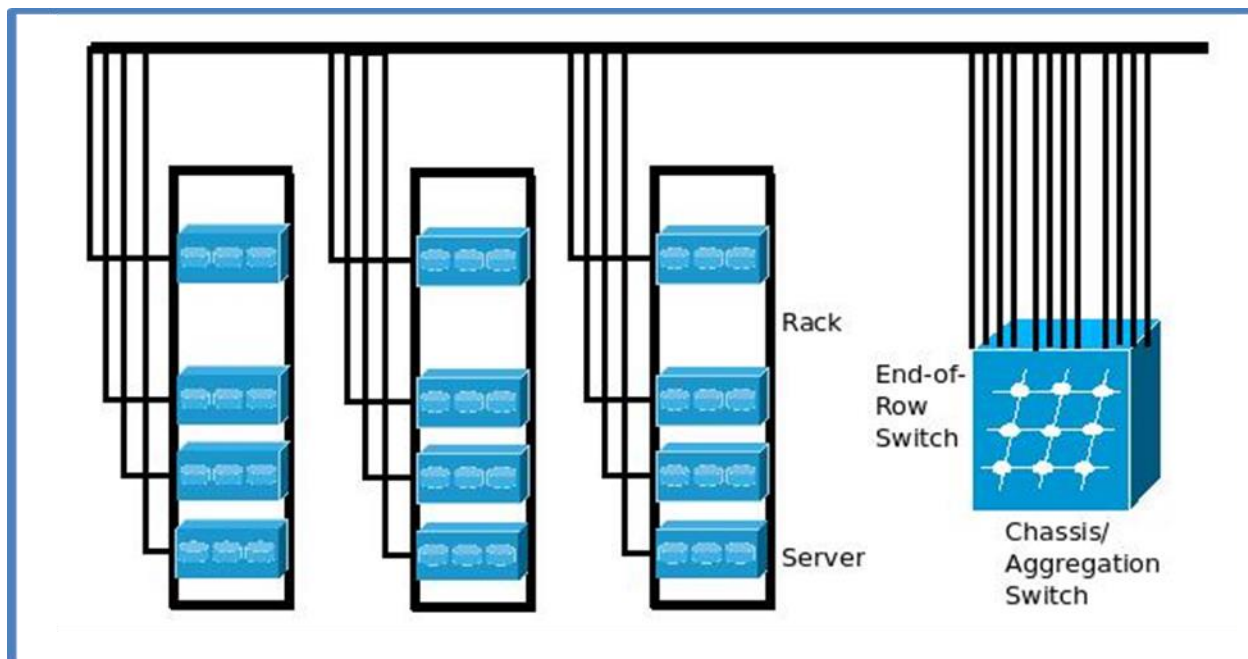 Rack
End-of-
Row
Switch
Server
Chassis/
Aggregation
Switch